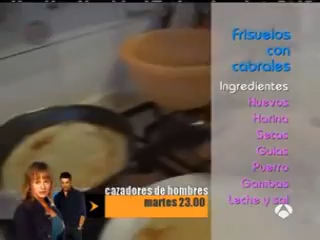 Frisuelos
con
cabrales
Ingredientes
Huevos
Harina
Setas
Gulas
Puerro
Gambas
Leche y sal
cazadores de hombres
martes 23.00